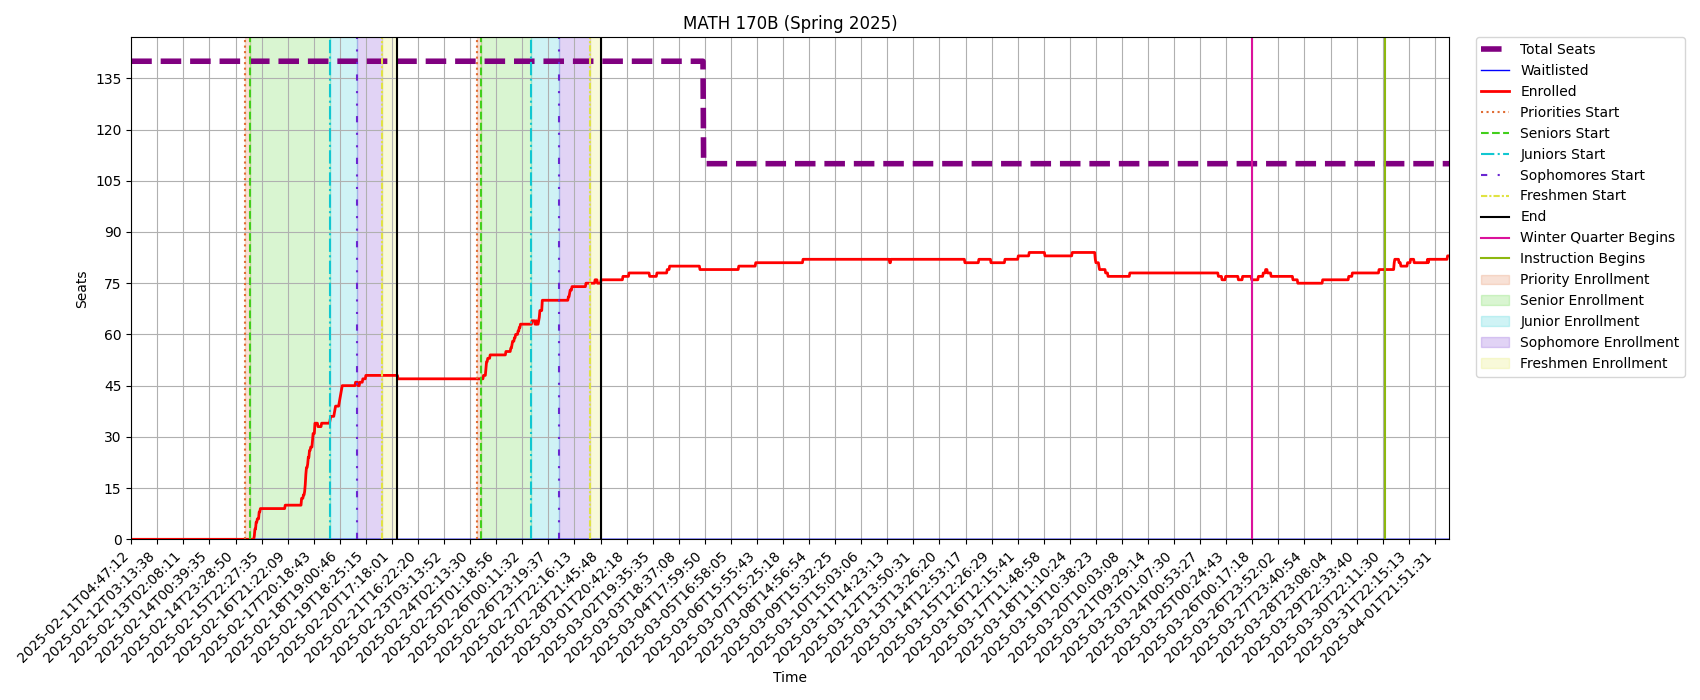 MATH 170B (Spring 2025)
Seats
135
120
105
90
75
60
45
30
15
0
2025-02-11T04:47:12
2025-02-12T03:13:38
2025-02-13T02:08:11
2025-02-14T00:39:35
2025-02-14T23:28:50
2025-02-15T22:27:35
2025-02-16T21:22:09
2025-02-17T20:18:43
2025-02-18T19:00:46
2025-02-19T18:25:15
2025-02-20T17:18:01
2025-02-21T16:22:20
2025-02-23T03:13:52
2025-02-24T02:13:30
2025-02-25T01:18:56
2025-02-26T00:11:32
2025-02-26T23:19:37
2025-02-27T22:16:13
2025-02-28T21:45:48
2025-03-01T20:42:18
2025-03-02T19:35:35
2025-03-03T18:37:08
2025-03-04T17:59:50
2025-03-05T16:58:05
2025-03-06T15:55:43
2025-03-07T15:25:18
2025-03-08T14:56:54
2025-03-09T15:32:25
2025-03-10T15:03:06
2025-03-11T14:23:13
2025-03-12T13:50:31
2025-03-13T13:26:20
2025-03-14T12:53:17
2025-03-15T12:26:29
2025-03-16T12:15:41
2025-03-17T11:48:58
2025-03-18T11:10:24
2025-03-19T10:38:23
2025-03-20T10:03:08
2025-03-21T09:29:14
2025-03-23T01:07:30
2025-03-24T00:53:27
2025-03-25T00:24:43
2025-03-26T00:17:18
2025-03-26T23:52:02
2025-03-27T23:40:54
2025-03-28T23:08:04
2025-03-29T22:33:40
2025-03-30T22:11:30
2025-03-31T22:15:13
2025-04-01T21:51:31
Time
Total Seats
Waitlisted
Enrolled
Priorities Start
Seniors Start
Juniors Start
Sophomores Start
Freshmen Start
End
Winter Quarter Begins
Instruction Begins
Priority Enrollment
Senior Enrollment
Junior Enrollment
Sophomore Enrollment
Freshmen Enrollment